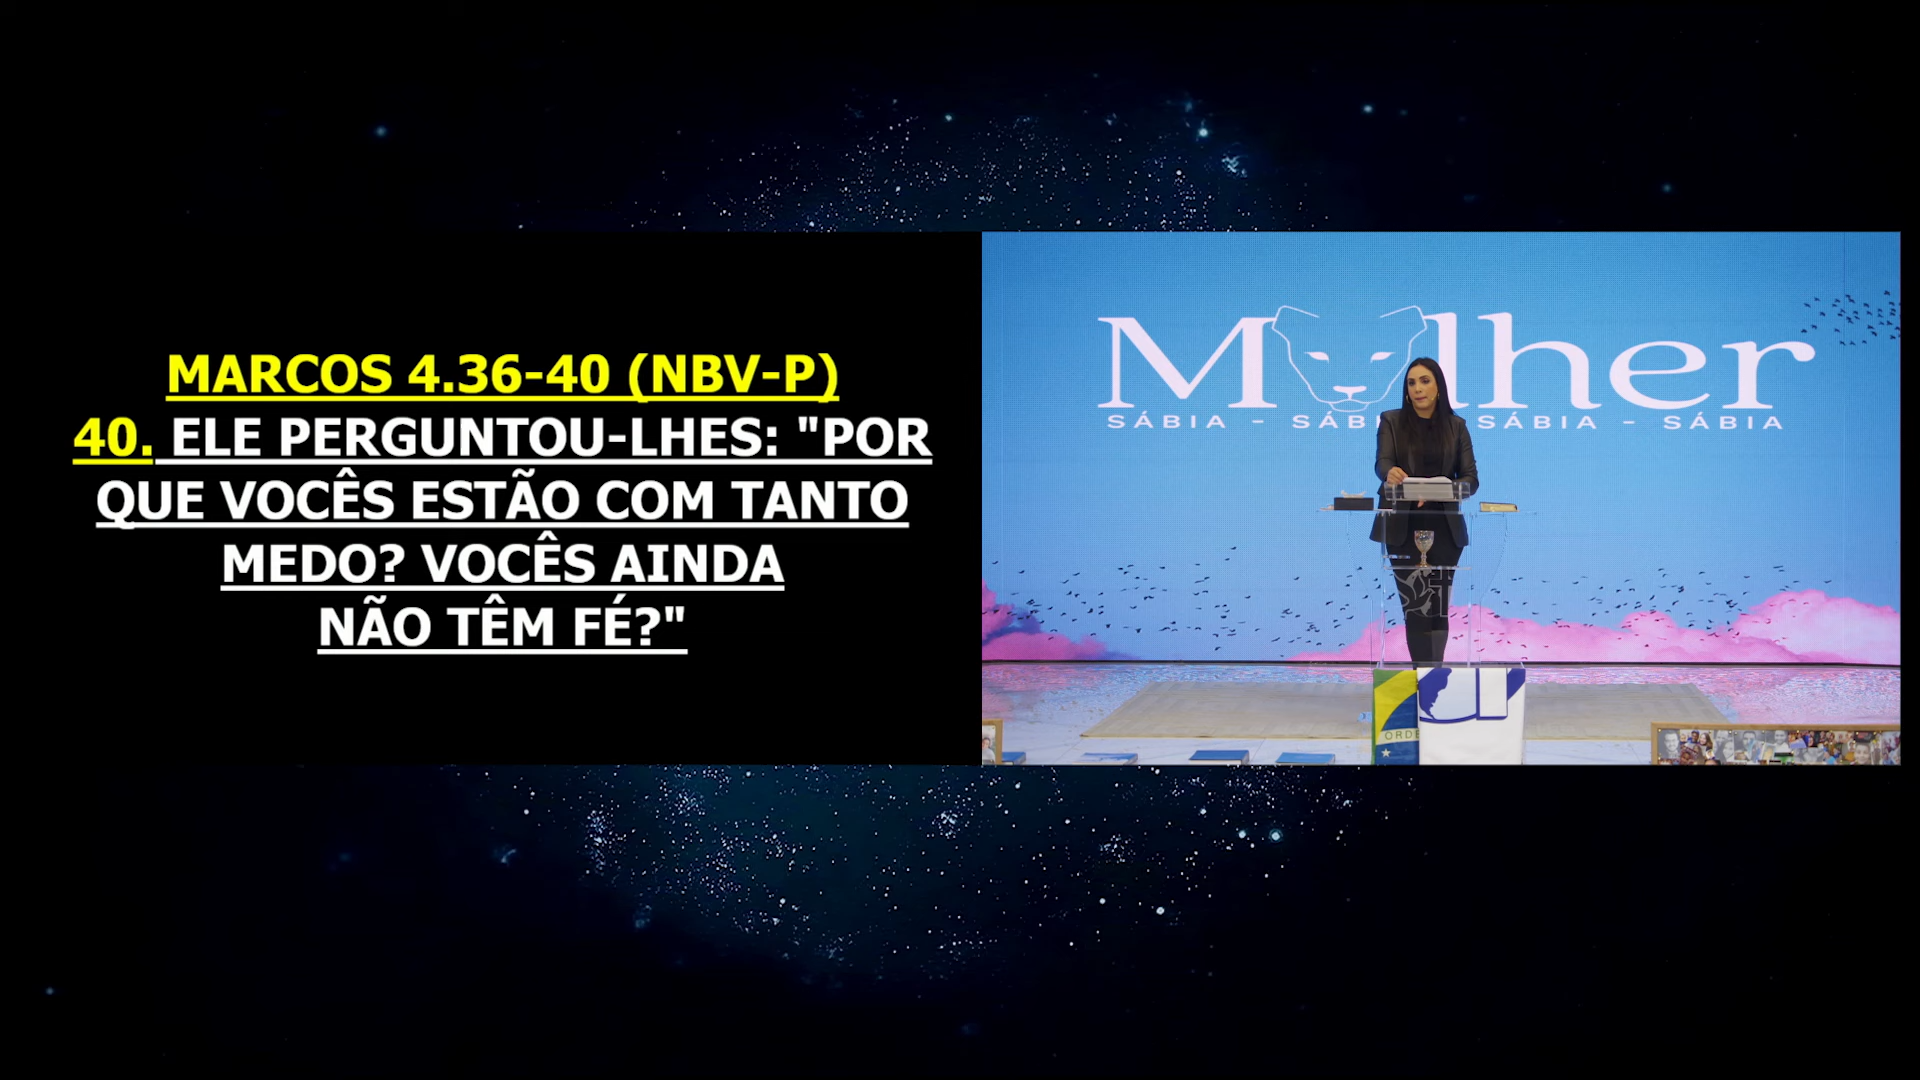 MARCOS 4.36-40 (NBV-P)
40. ELE PERGUNTOU-LHES: "POR
QUE VOCÊS ESTÃO COM TANTO
MEDO? VOCÊS AINDA
NÃO TÊM FÉ?"
Mulher
SÁBIA - SÁB SÁBIA - SÁBIA
ORDE